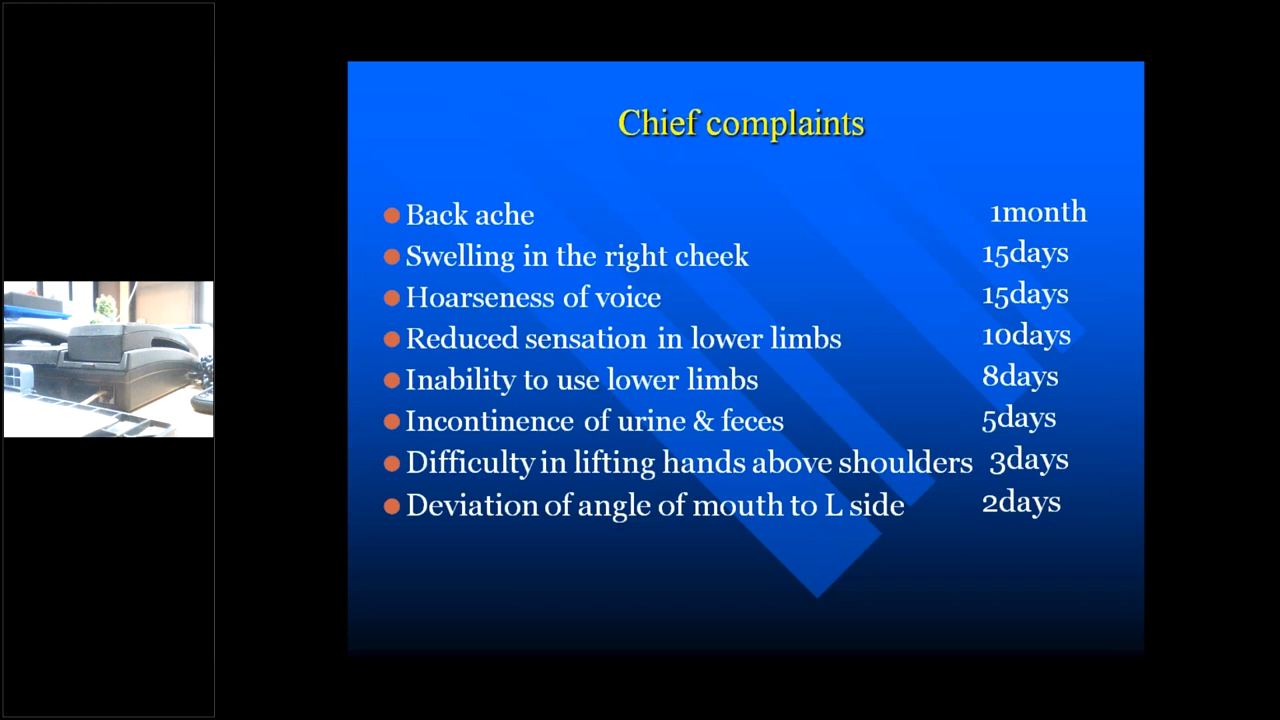 Chief complaints
Back ache 1month
Swelling in the right cheek 15days
Hoarseness of voice 15days
Reduced sensation in lower limbs 10days
Inability to use lower limbs 8days
Incontinence of urine & feces 5days
Difficulty in lifting hands above shoulders 3days
Deviation of angle of mouth to L side 2days